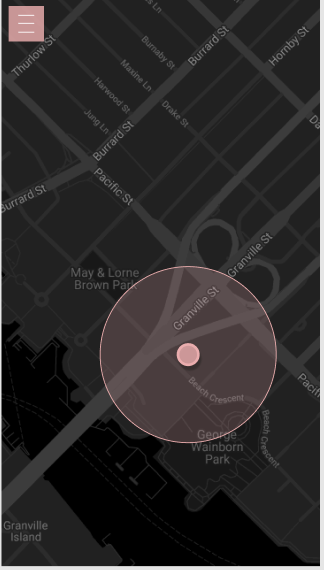 Thurlow St
Burnaby St
Burrard St
Hornby St
Maxine Ln
Harwood St
Drake St
Jung Ln
Burrard St
Pacific St
Burrard St
Granville St
May & Lorne
Brown Park
Granville St
Beach Crescent
George
Wainborn
Park
Beach Crescent
Granville
Island